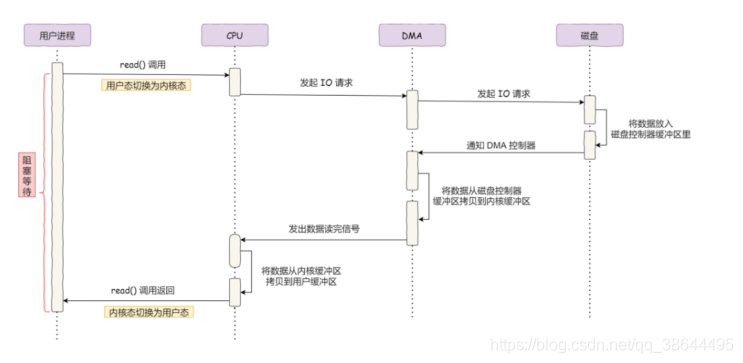 用户进程
CPU
DMA
磁盘
read() 调用
用户态切换为内核态
发起 IO 请求
发起 IO 请求
将数据放入
磁盘控制器缓冲区里
通知 DMA 控制器
阻塞等待
将数据从磁盘控制器
缓冲区拷贝到内核缓冲区
发出数据读完信号
将数据从内核缓冲区
拷贝到用户缓冲区
read() 调用返回
内核态切换为用户态
https://blog.csdn.net/qq_38644495